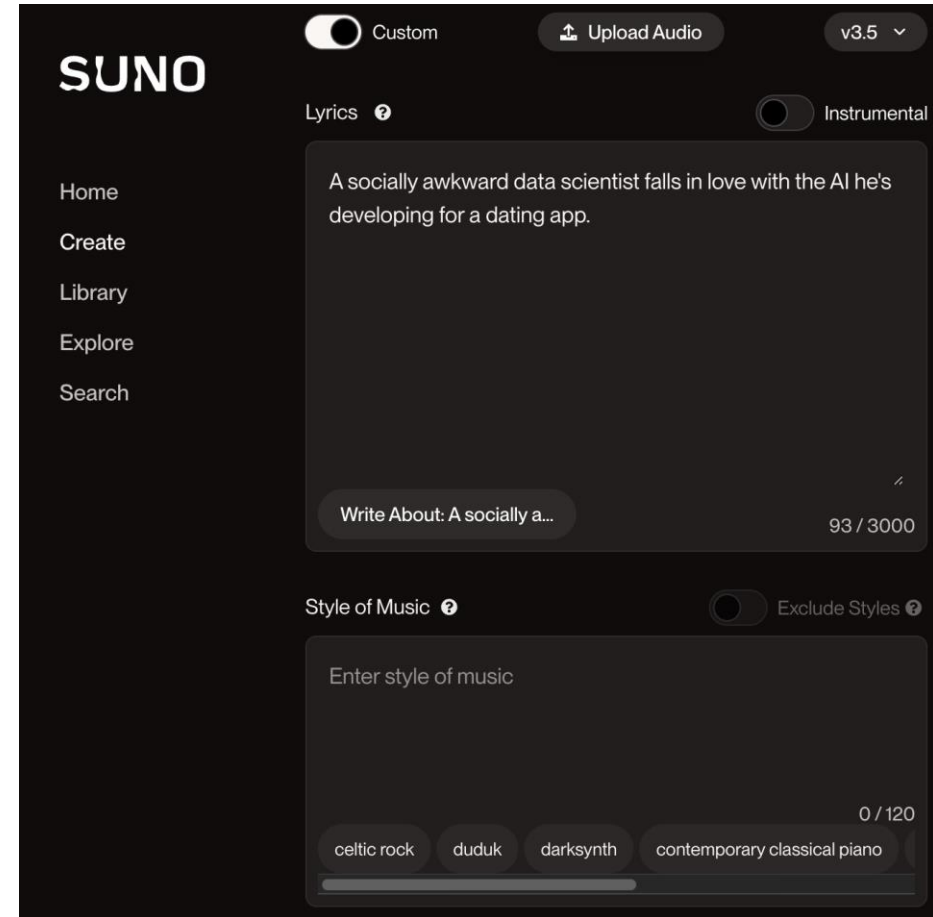 SUNO
Home
Create
Library
Explore
Search
Custom
Upload Audio
v3.5
Lyrics ?
Instrumental
A socially awkward data scientist falls in love with the AI he's
developing for a dating app.
Write About: A socially a...
93 / 3000
Style of Music ?
Exclude Styles ?
Enter style of music
0 / 120
celtic rock
duduk
darksynth
contemporary classical piano